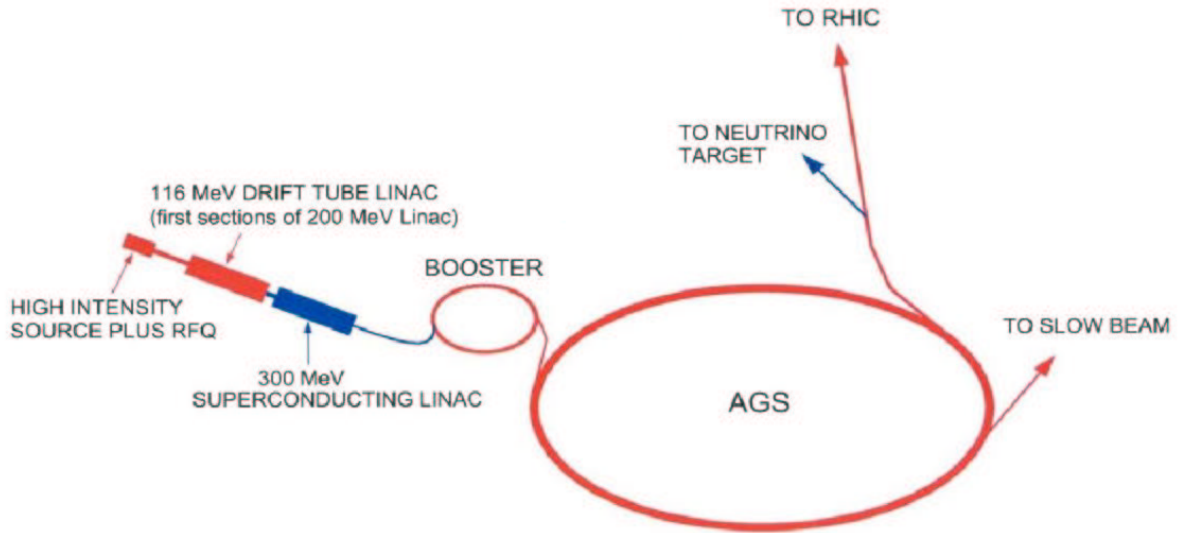 TO RHIC
TO NEUTRINO
TARGET
116 MeV DRIFT TUBE LINAC
(first sections of 200 MeV Linac)
BOOSTER
HIGH INTENSITY
SOURCE PLUS RFQ
TO SLOW BEAM
300 MeV
SUPERCONDUCTING LINAC
AGS